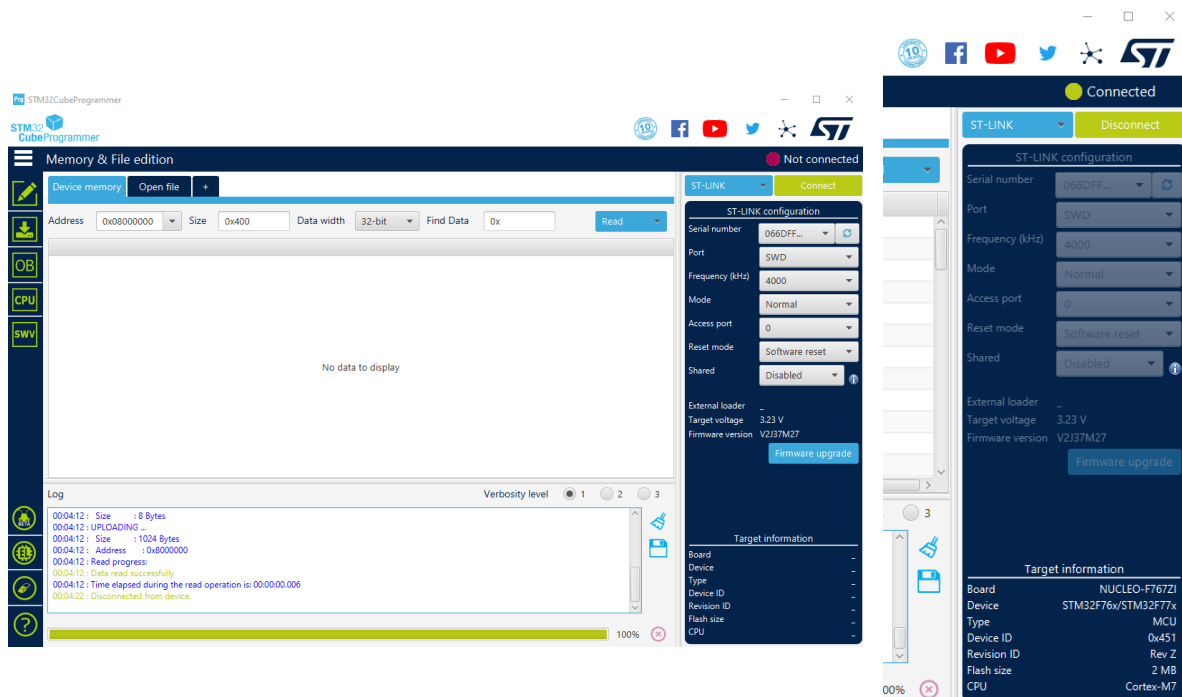 Prg STM32CubeProgrammer
STM32
CubeProgrammer
10
ST
Memory & File edition
Not connected
Device memory Open file +
Address 0x08000000 Size 0x400 Data width 32-bit Find Data 0x Read
No data to display
OB
CPU
SWV
BETA
EL
?
Log
Verbosity level 1 2 3
00:04:12 : Size : 8 Bytes
00:04:12 : UPLOADING ...
00:04:12 : Size : 1024 Bytes
00:04:12 : Address : 0x8000000
00:04:12 : Read progress:
00:04:12 : Data read successfully
00:04:12 : Time elapsed during the read operation is: 00:00:00.006
00:04:22 : Disconnected from device.
100%
ST-LINK Connect
ST-LINK configuration
Serial number 066DFF...
Port SWD
Frequency (kHz) 4000
Mode Normal
Access port 0
Reset mode Software reset
Shared Disabled
External loader _
Target voltage 3.23 V
Firmware version V2J37M27
Firmware upgrade
Target information
Board _
Device _
Type _
Device ID _
Revision ID _
Flash size _
CPU _
10
ST
Connected
ST-LINK Disconnect
ST-LINK configuration
Serial number 066DFF...
Port SWD
Frequency (kHz) 4000
Mode Normal
Access port 0
Reset mode Software reset
Shared Disabled
External loader _
Target voltage 3.23 V
Firmware version V2J37M27
Firmware upgrade
3
Target information
Board NUCLEO-F767ZI
Device STM32F76x/STM32F77x
Type MCU
Device ID 0x451
Revision ID Rev Z
Flash size 2 MB
CPU Cortex-M7
00%